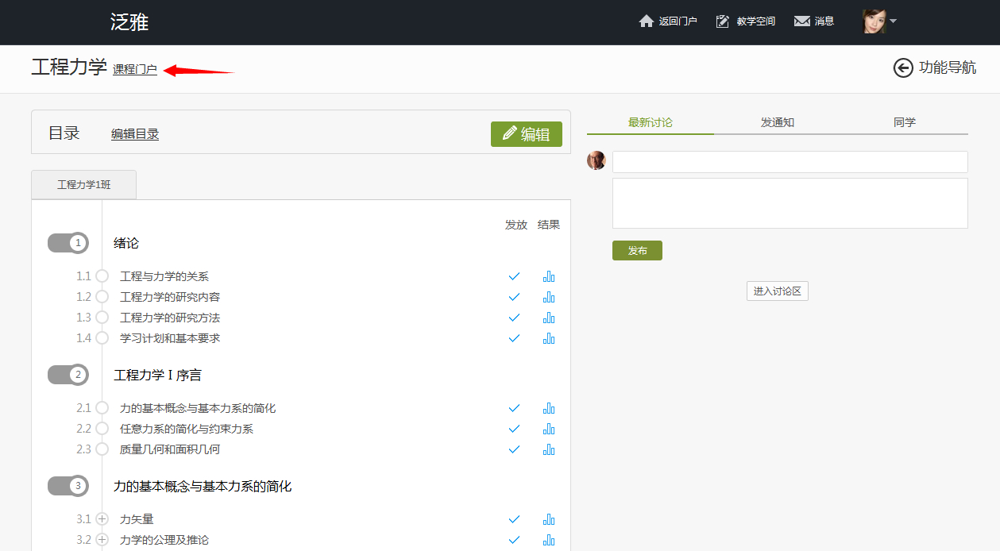 泛雅 返回门户 教学空间 消息
工程力学 课程门户 功能导航
目录 编辑目录 编辑
最新讨论 发通知 同学
工程力学1班
发放 结果
1 绪论
1.1 工程与力学的关系
1.2 工程力学的研究内容
1.3 工程力学的研究方法
1.4 学习计划和基本要求
2 工程力学 I 序言
2.1 力的基本概念与基本力系的简化
2.2 任意力系的简化与约束力系
2.3 质量几何和面积几何
3 力的基本概念与基本力系的简化
3.1 力矢量
3.2 力学的公理及推论
发布
进入讨论区